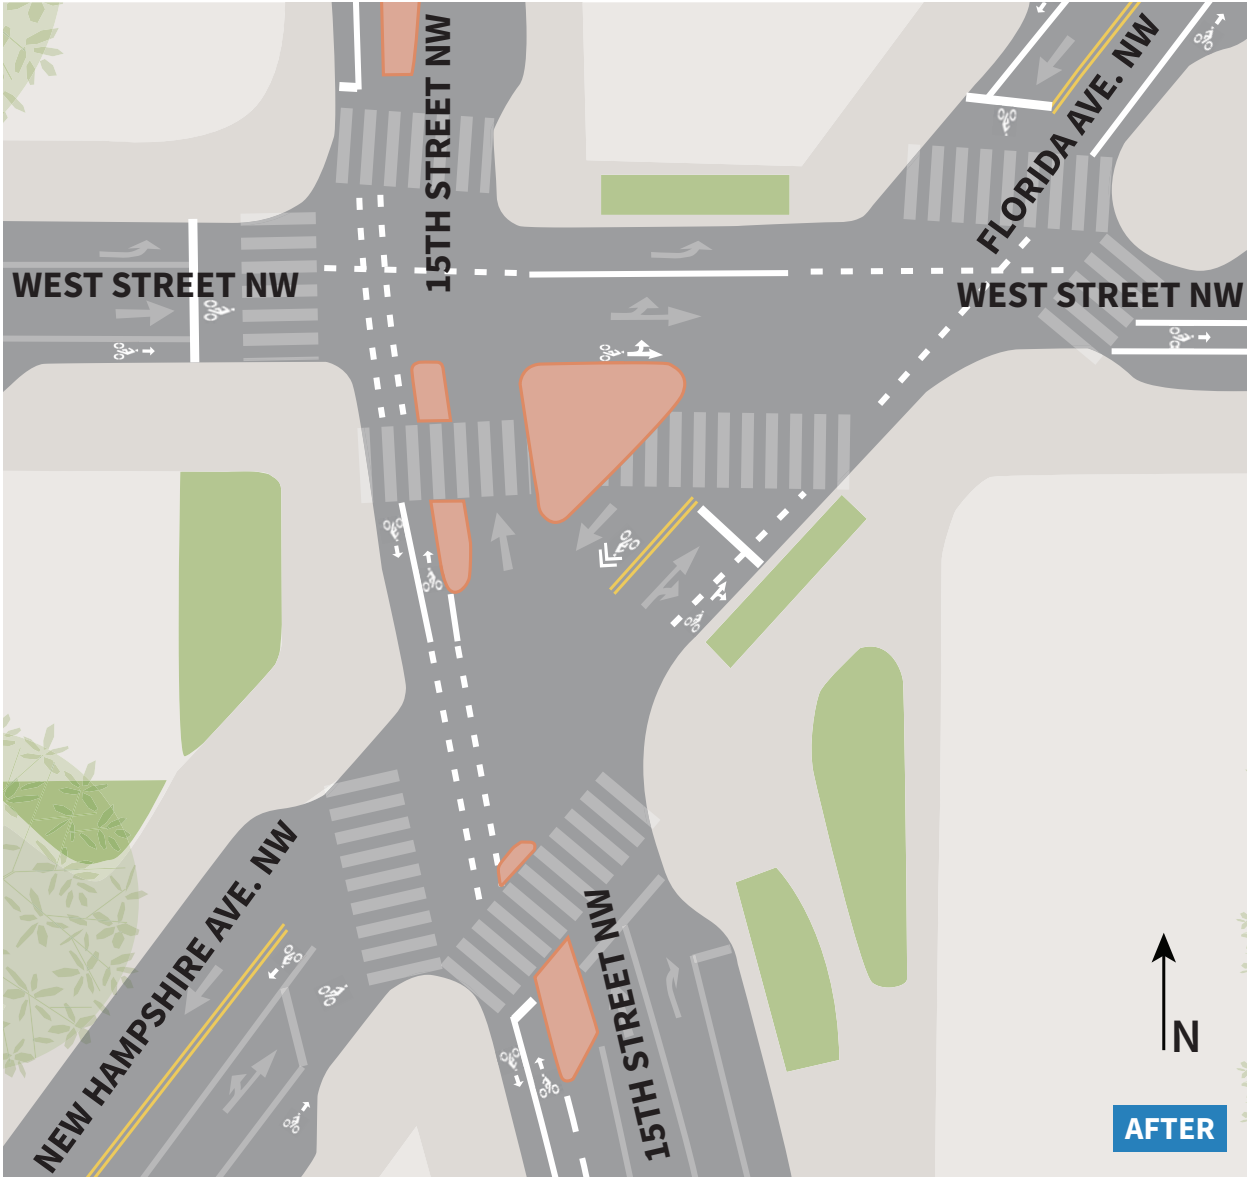 15TH STREET NW
FLORIDA AVE. NW
WEST STREET NW
WEST STREET NW
NEW HAMPSHIRE AVE. NW
15TH STREET NW
N
AFTER